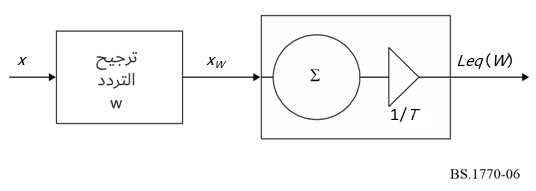 x
ترجيح
التردد
w
xW
Σ
1/T
Leq(W)
BS.1770-06